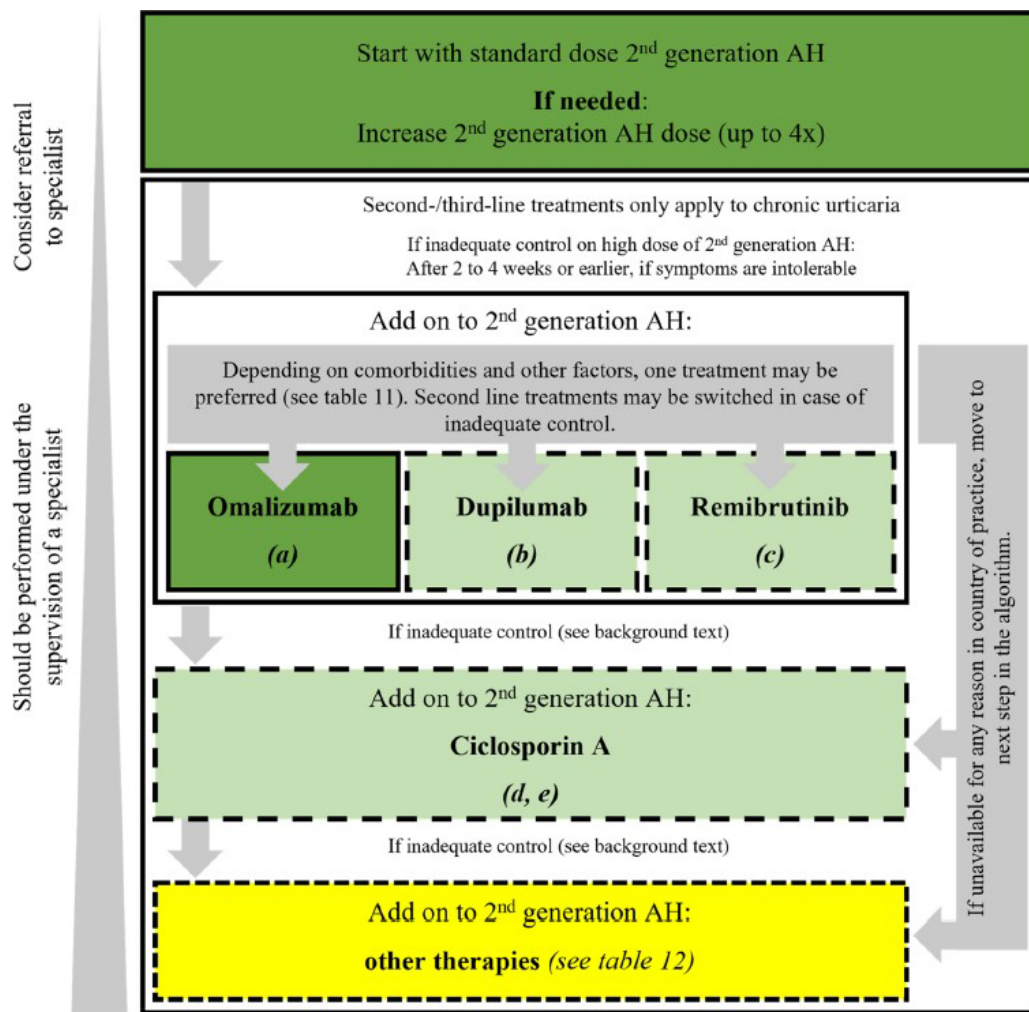 Start with standard dose 2nd generation AH
If needed:
Increase 2nd generation AH dose (up to 4x)
Consider referral
to specialist
Second-/third-line treatments only apply to chronic urticaria
If inadequate control on high dose of 2nd generation AH:
After 2 to 4 weeks or earlier, if symptoms are intolerable
Add on to 2nd generation AH:
Depending on comorbidities and other factors, one treatment may be
preferred (see table 11). Second line treatments may be switched in case of
inadequate control.
Omalizumab
(a)
Dupilumab
(b)
Remibrutinib
(c)
Should be performed under the
supervision of a specialist
If inadequate control (see background text)
Add on to 2nd generation AH:
Ciclosporin A
(d, e)
If inadequate control (see background text)
Add on to 2nd generation AH:
other therapies (see table 12)
If unavailable for any reason in country of practice, move to
next step in the algorithm.